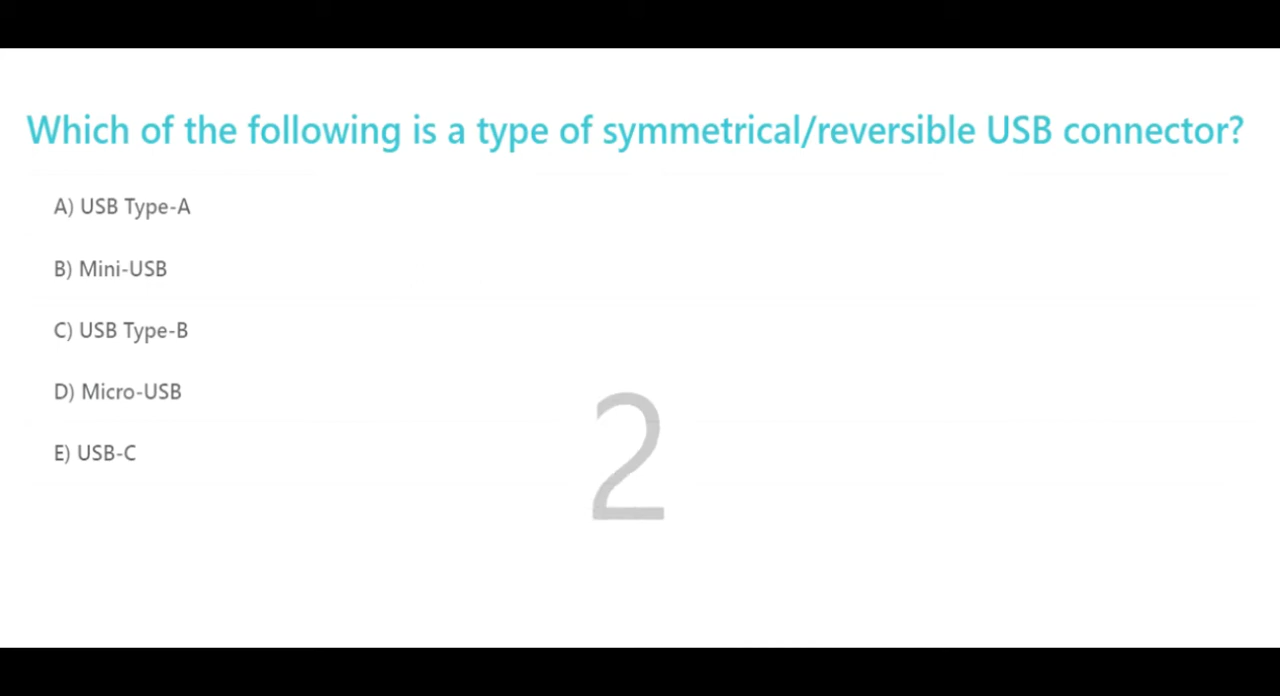 Which of the following is a type of symmetrical/reversible USB connector?
A) USB Type-A
B) Mini-USB
C) USB Type-B
D) Micro-USB
E) USB-C
2